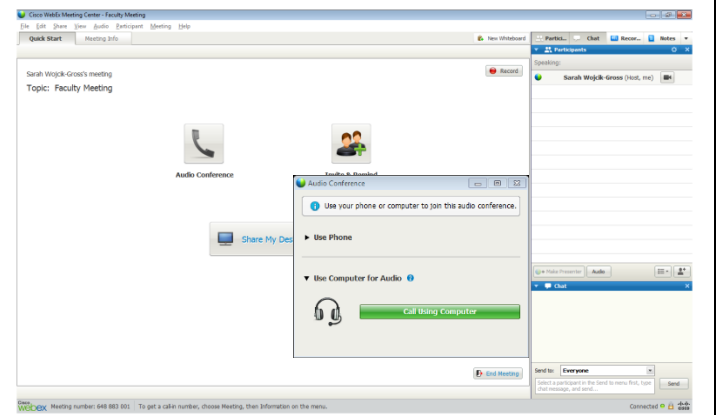 Cisco WebEx Meeting Center - Faculty Meeting
File Edit Share View Audio Participant Meeting Help
Quick Start Meeting Info
New Whiteboard
Partici... Chat Recor... Notes
Participants
Speaking:
Sarah Wojcik-Gross (Host, me)
Record
Sarah Wojcik-Gross's meeting
Topic: Faculty Meeting
Audio Conference
Invite & Remind
Share My Des
Audio Conference
Use your phone or computer to join this audio conference.
Use Phone
Use Computer for Audio
Call Using Computer
Make Presenter Audio
Chat
End Meeting
Send to: Everyone
Select a participant in the Send to menu first, type
chat message, and send...
Send
Cisco
webex Meeting number: 648 883 001 To get a call-in number, choose Meeting, then Information on the menu.
Connected